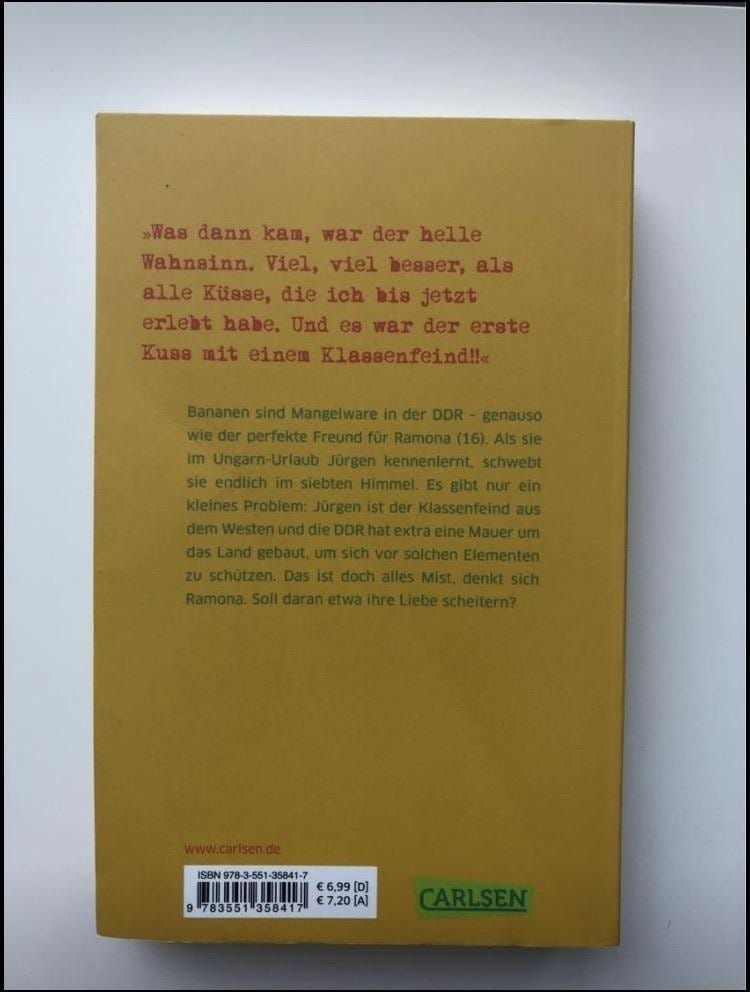 »Was dann kam, war der helle
Wahnsinn. Viel, viel besser, als
alle Küsse, die ich bis jetzt
erlebt habe. Und es war der erste
Kuss mit einem Klassenfeind!!«
Bananen sind Mangelware in der DDR – genauso
wie der perfekte Freund für Ramona (16). Als sie
im Ungarn-Urlaub Jürgen kennenlernt, schwebt
sie endlich im siebten Himmel. Es gibt nur ein
kleines Problem: Jürgen ist der Klassenfeind aus
dem Westen und die DDR hat extra eine Mauer um
das Land gebaut, um sich vor solchen Elementen
zu schützen. Das ist doch alles Mist, denkt sich
Ramona. Soll daran etwa ihre Liebe scheitern?
www.carlsen.de
ISBN 978-3-551-35841-7
€ 6,99 [D]
€ 7,20 [A]
9 783551 358417
CARLSEN